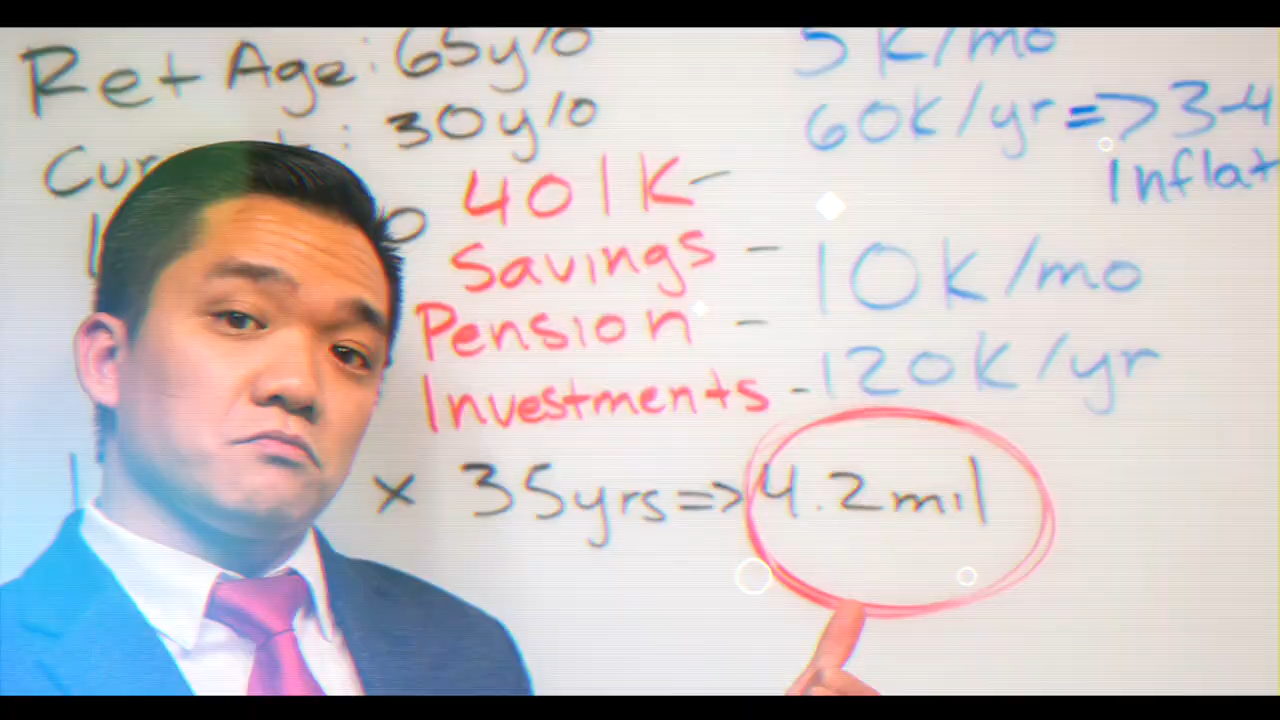 Ret Age: 65y/o
30y/o
401K-
Savings -
Pension -
Investments -
x 35yrs => 4.2mil
5K/mo
60K/yr => 3-4
Inflat
10K/mo
120K/yr